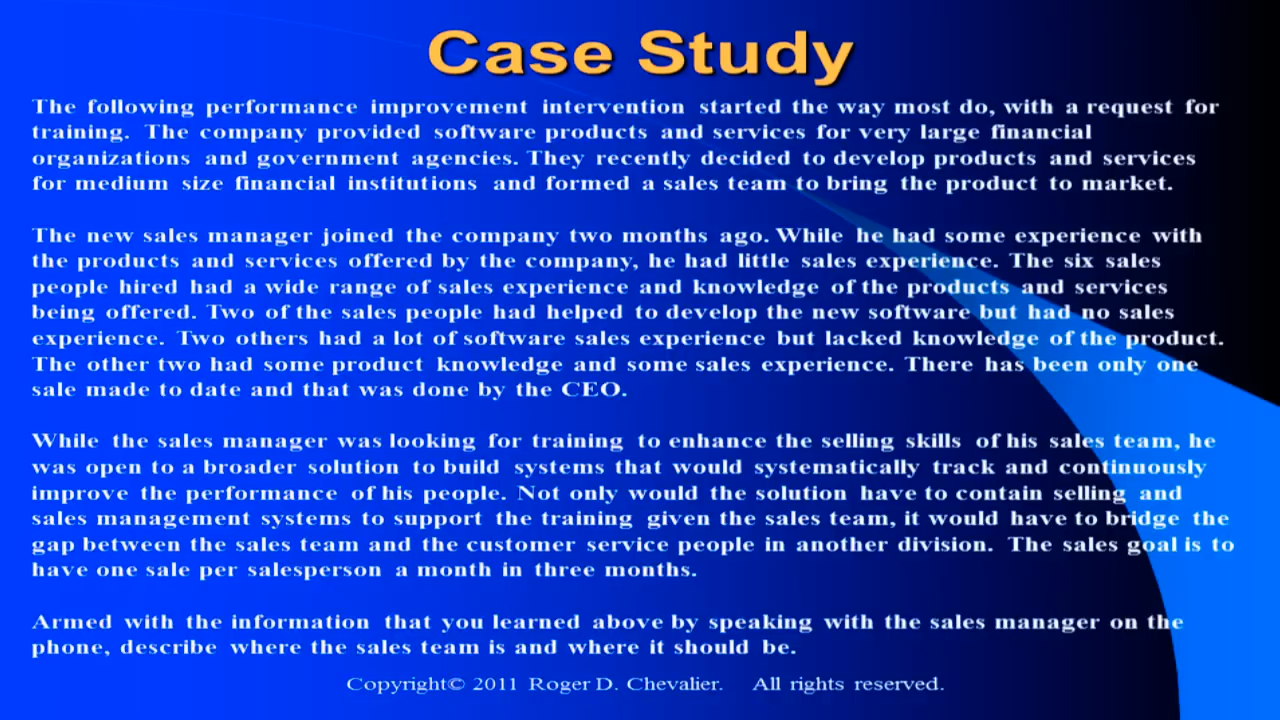 Case Study
The following performance improvement intervention started the way most do, with a request for
training. The company provided software products and services for very large financial
organizations and government agencies. They recently decided to develop products and services
for medium size financial institutions and formed a sales team to bring the product to market.
The new sales manager joined the company two months ago. While he had some experience with
the products and services offered by the company, he had little sales experience. The six sales
people hired had a wide range of sales experience and knowledge of the products and services
being offered. Two of the sales people had helped to develop the new software but had no sales
experience. Two others had a lot of software sales experience but lacked knowledge of the product.
The other two had some product knowledge and some sales experience. There has been only one
sale made to date and that was done by the CEO.
While the sales manager was looking for training to enhance the selling skills of his sales team, he
was open to a broader solution to build systems that would systematically track and continuously
improve the performance of his people. Not only would the solution have to contain selling and
sales management systems to support the training given the sales team, it would have to bridge the
gap between the sales team and the customer service people in another division. The sales goal is to
have one sale per salesperson a month in three months.
Armed with the information that you learned above by speaking with the sales manager on the
phone, describe where the sales team is and where it should be.
Copyright© 2011 Roger D. Chevalier. All rights reserved.